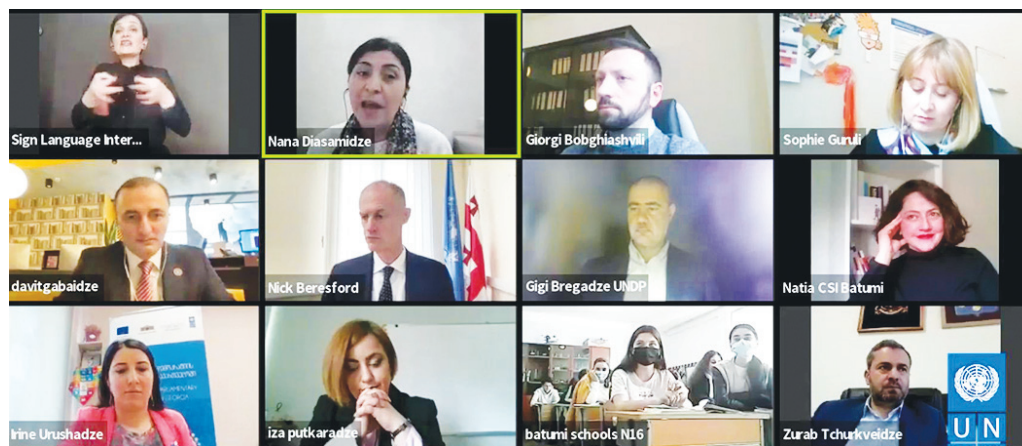 Sign Language Inter...
Nana Diasamidze
Giorgi Bobghiashvili
Sophie Guruli
davitgabaidze
Nick Beresford
Gigi Bregadze UNDP
Natia CSI Batumi
Irine Urushadze
iza putkaradze
batumi schools N16
Zurab Tchurkveidze
UN